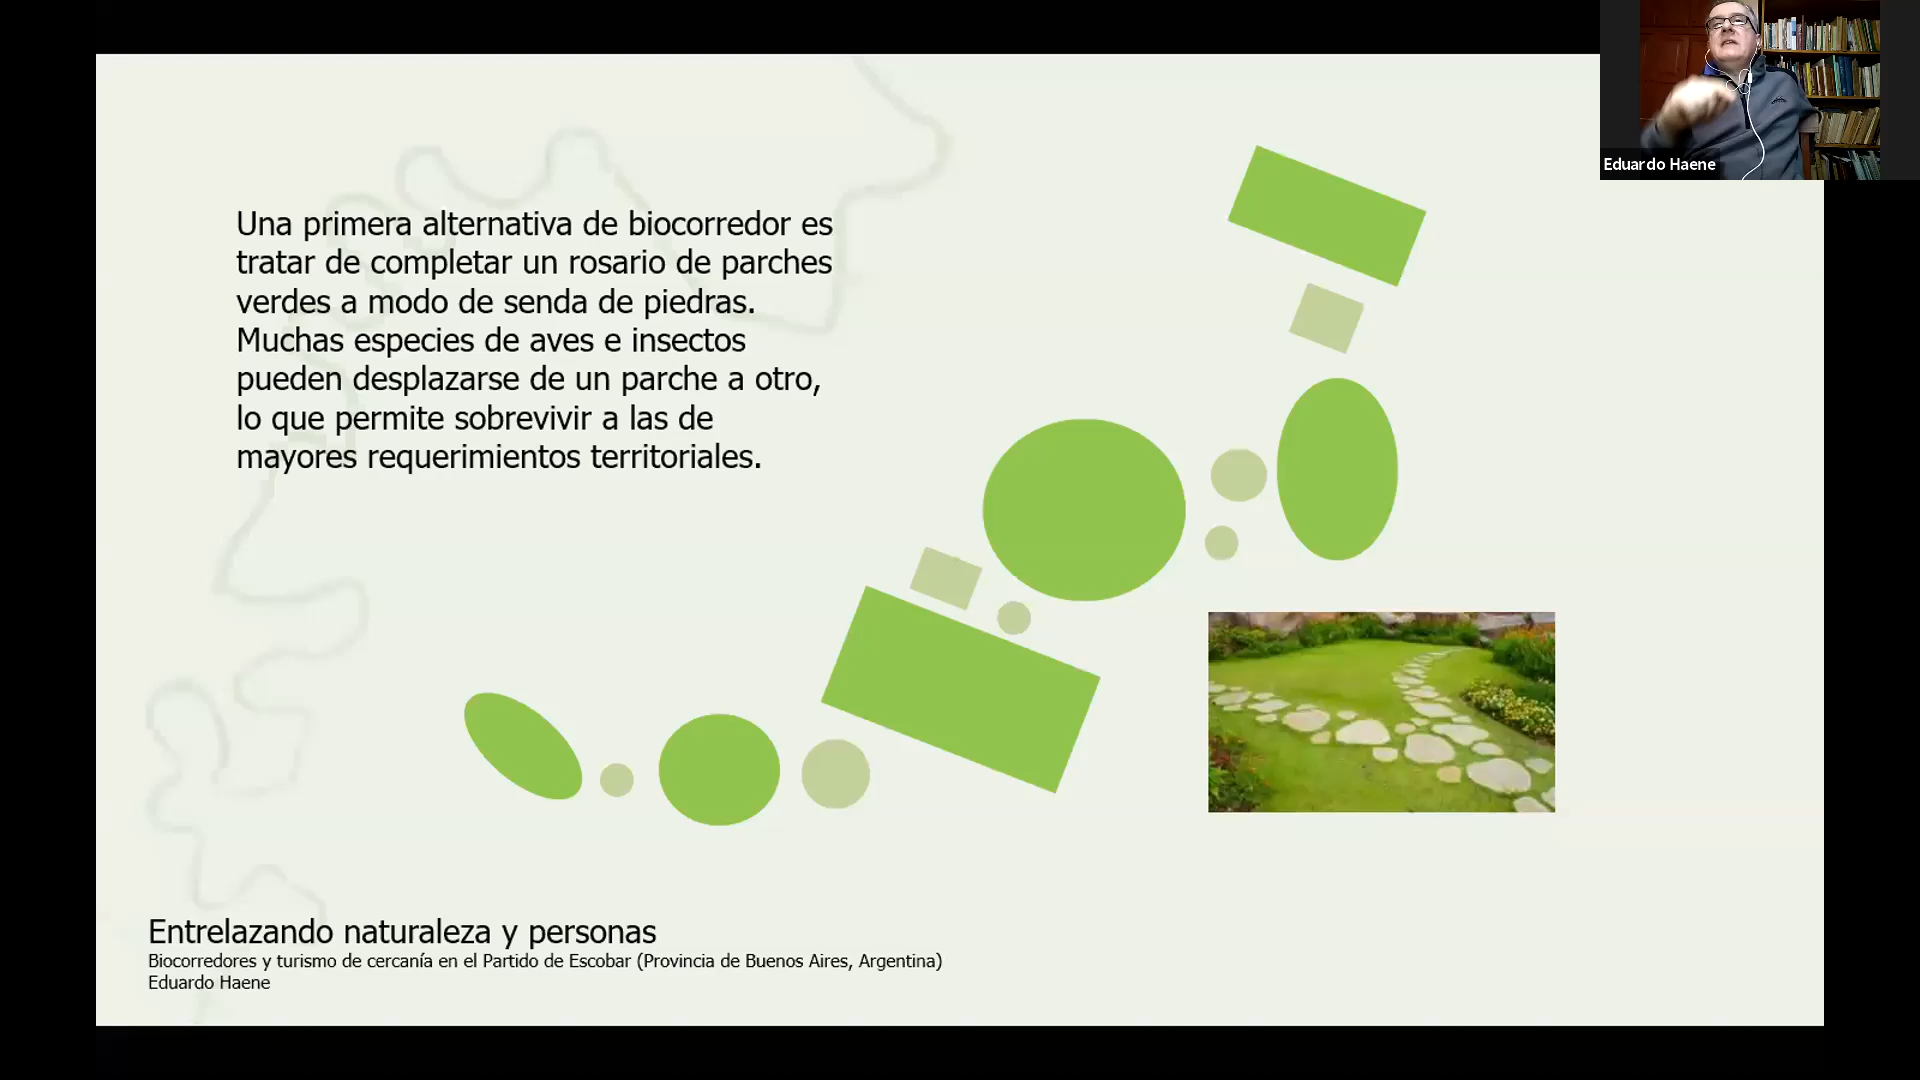 Eduardo Haene
Una primera alternativa de biocorredor es
tratar de completar un rosario de parches
verdes a modo de senda de piedras.
Muchas especies de aves e insectos
pueden desplazarse de un parche a otro,
lo que permite sobrevivir a las de
mayores requerimientos territoriales.
Entrelazando naturaleza y personas
Biocorredores y turismo de cercanía en el Partido de Escobar (Provincia de Buenos Aires, Argentina)
Eduardo Haene